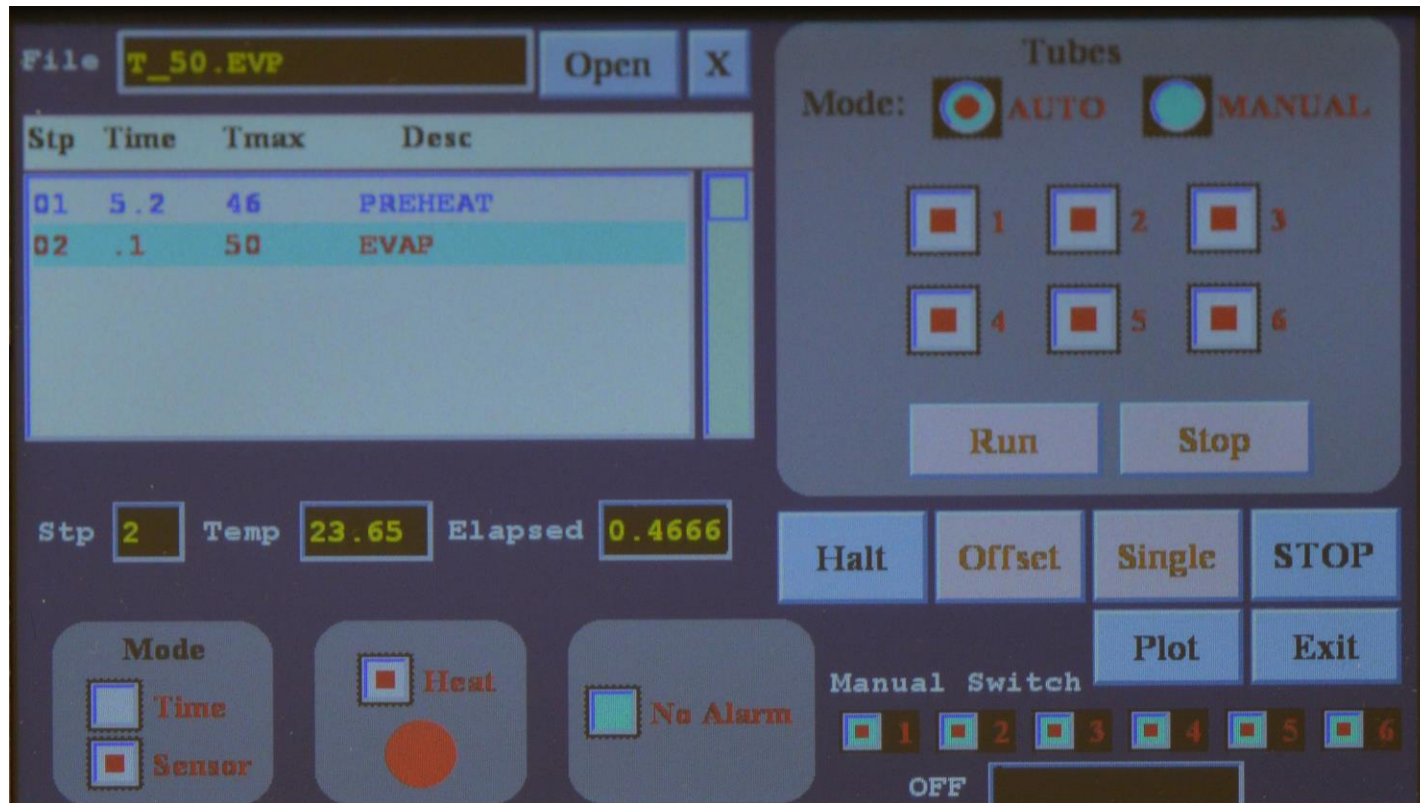 File T_50.EVP Open X
Stp Time Tmax Desc
01 5.2 46 PREHEAT
02 .1 50 EVAP
Stp 2 Temp 23.65 Elapsed 0.4666
Mode
Time
Sensor
Heat
No Alarm
Tubes
Mode: AUTO MANUAL
1 2 3
4 5 6
Run Stop
Halt Offset Single STOP
Plot Exit
Manual Switch
1 2 3 4 5 6
OFF